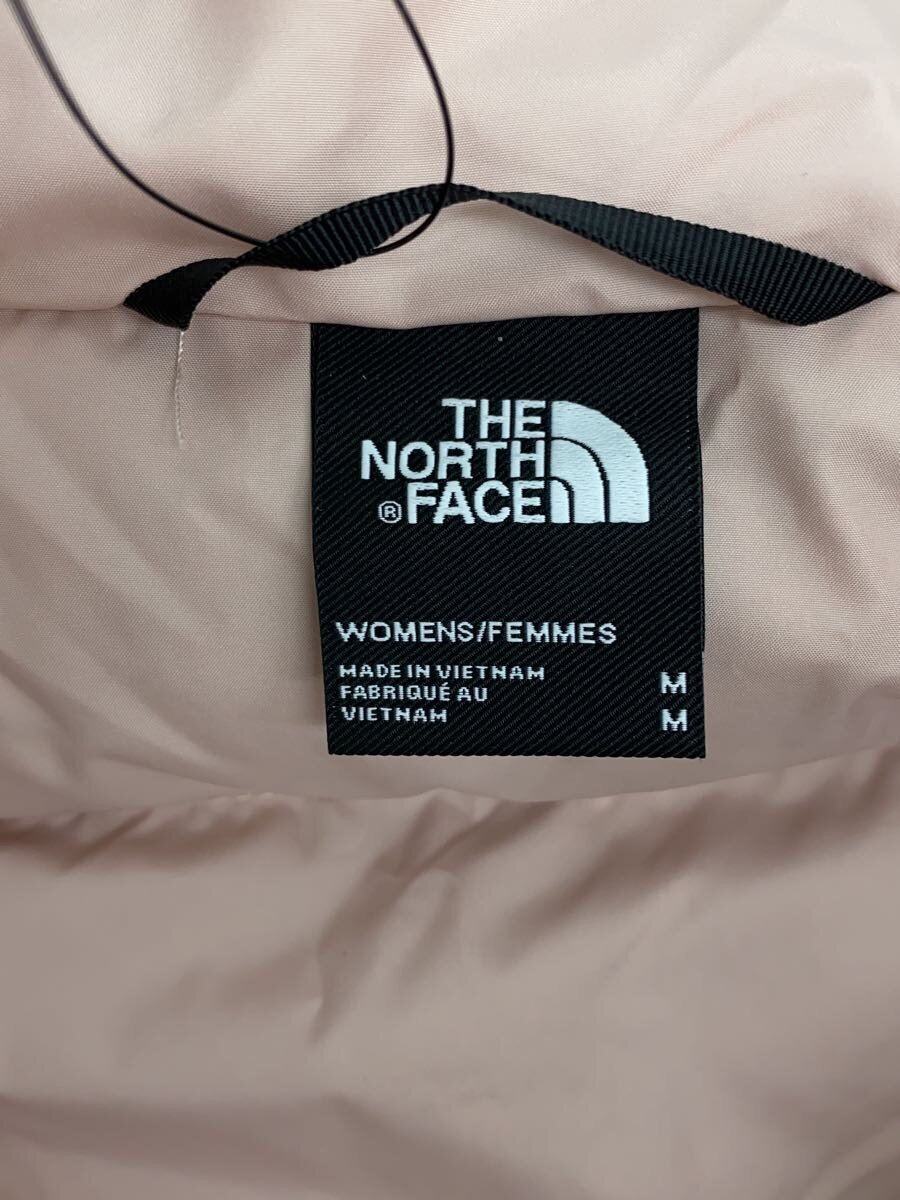 THE
NORTH
®FACE
WOMENS/FEMMES
MADE IN VIETNAM
FABRIQUÉ AU M
VIETNAM M